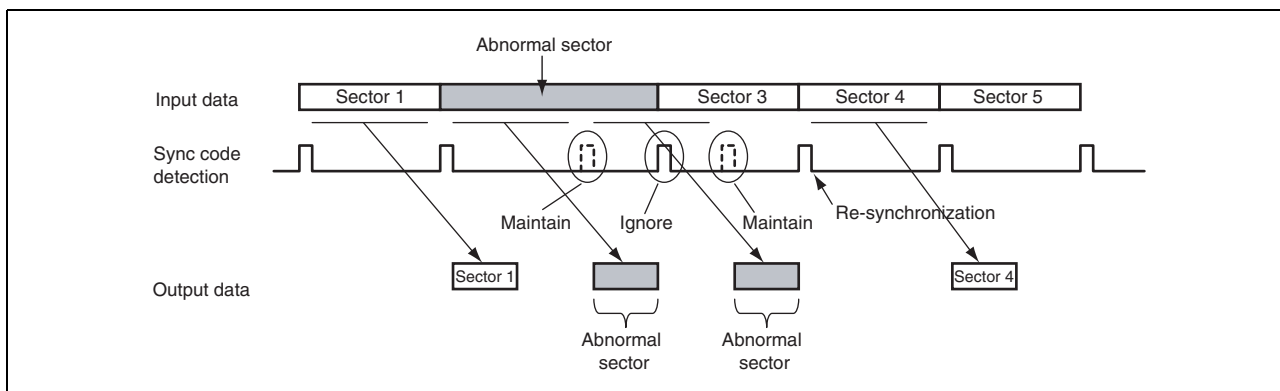 Abnormal sector
Input data
Sector 1
Sector 3
Sector 4
Sector 5
Sync code
detection
Maintain
Ignore
Maintain
Re-synchronization
Output data
Sector 1
Sector 4
Abnormal
sector
Abnormal
sector